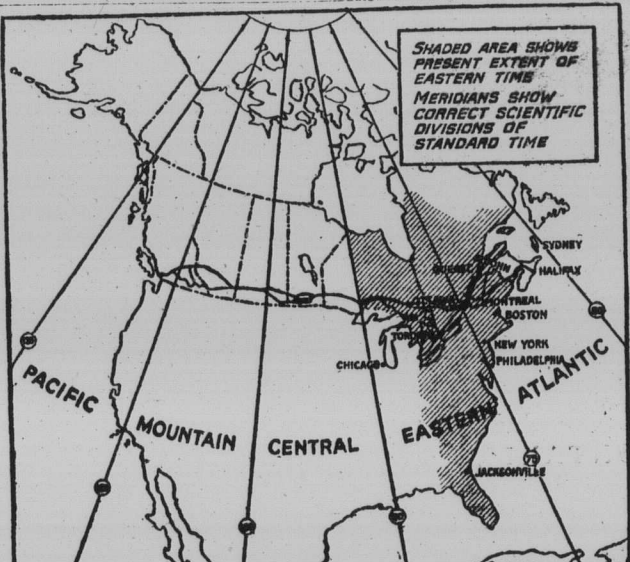 SHADED AREA SHOWS
PRESENT EXTENT OF
EASTERN TIME
MERIDIANS SHOW
CORRECT SCIENTIFIC
DIVISIONS OF
STANDARD TIME
SYDNEY
QUEBEC
HALIFAX
MONTREAL
BOSTON
TORONTO
NEW YORK
PHILADELPHIA
CHICAGO
PACIFIC
MOUNTAIN
CENTRAL
EASTERN
ATLANTIC
75
JACKSONVILLE